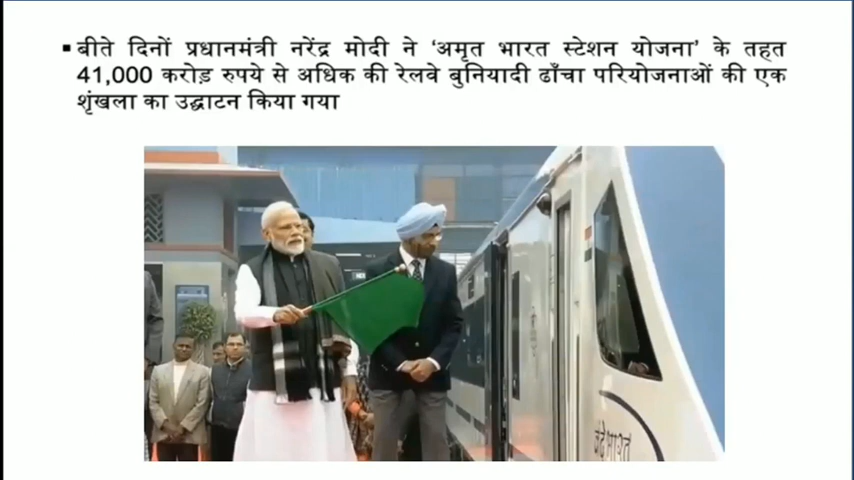 ▪ बीते दिनों प्रधानमंत्री नरेंद्र मोदी ने ‘अमृत भारत स्टेशन योजना’ के तहत
41,000 करोड़ रुपये से अधिक की रेलवे बुनियादी ढाँचा परियोजनाओं की एक
शृंखला का उद्घाटन किया गया
वंदे भारत